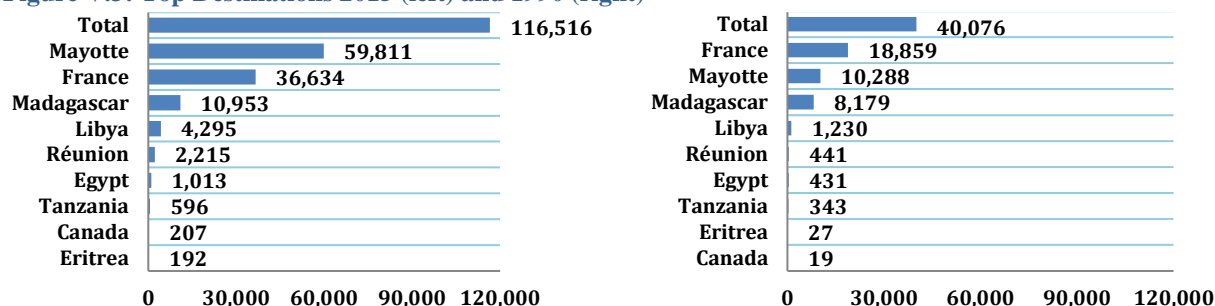 Top Destinations (left) and 1990 (right)
Total 116,516
Mayotte 59,811
France 36,634
Madagascar 10,953
Libya 4,295
Réunion 2,215
Egypt 1,013
Tanzania 596
Canada 207
Eritrea 192
0 30,000 60,000 90,000 120,000
Total 40,076
France 18,859
Mayotte 10,288
Madagascar 8,179
Libya 1,230
Réunion 441
Egypt 431
Tanzania 343
Eritrea 27
Canada 19
0 30,000 60,000 90,000 120,000